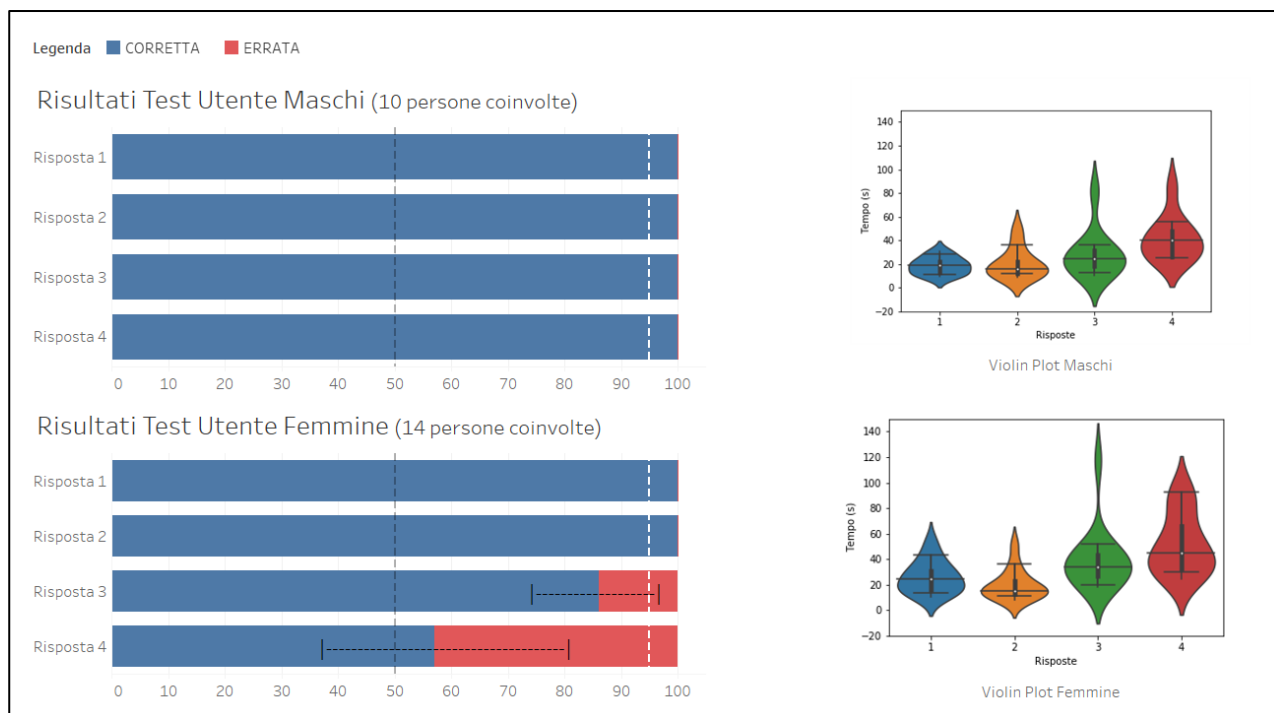 Legenda CORRETTA ERRATA
Risultati Test Utente Maschi (10 persone coinvolte)
Risposta 1
Risposta 2
Risposta 3
Risposta 4
0 10 20 30 40 50 60 70 80 90 100
140
120
100
80
60
40
20
0
−20
Tempo (s)
1 2 3 4
Risposte
Violin Plot Maschi
Risultati Test Utente Femmine (14 persone coinvolte)
Risposta 1
Risposta 2
Risposta 3
Risposta 4
0 10 20 30 40 50 60 70 80 90 100
140
120
100
80
60
40
20
0
−20
Tempo (s)
1 2 3 4
Risposte
Violin Plot Femmine